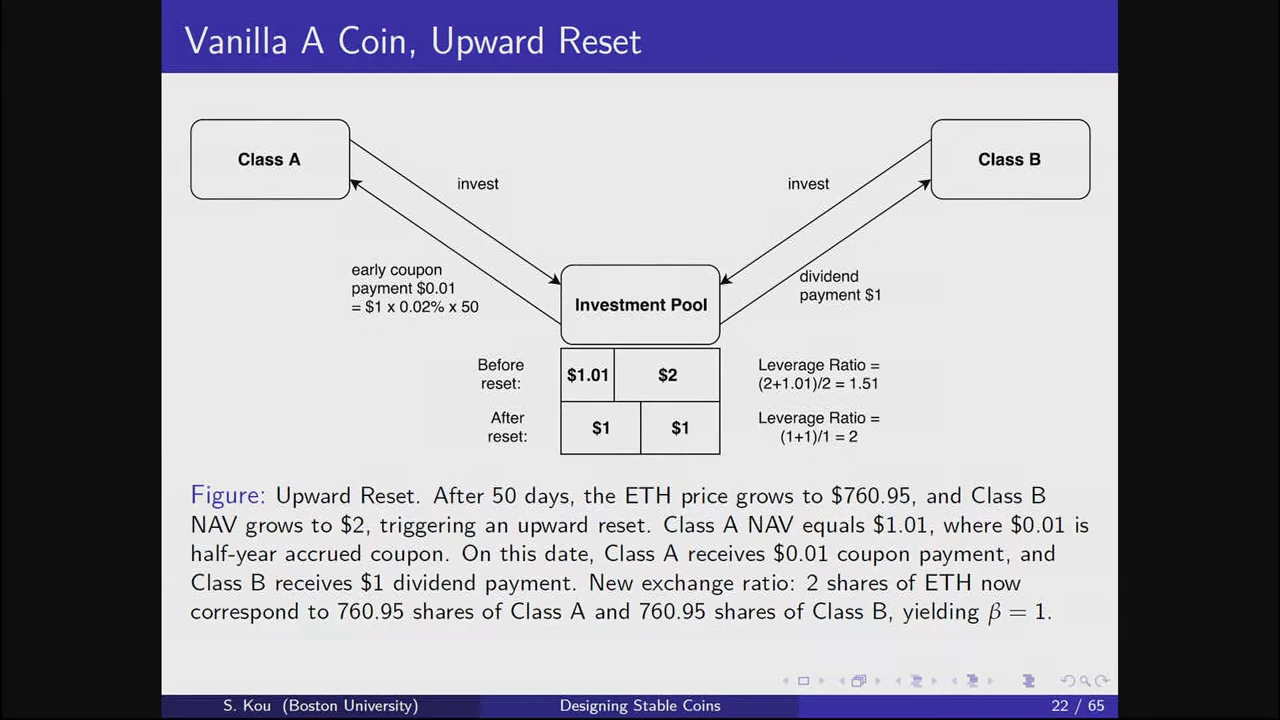 Vanilla A Coin, Upward Reset
Class A
Class B
invest
invest
early coupon
payment $0.01
= $1 x 0.02% x 50
dividend
payment $1
Investment Pool
Before
reset:
$1.01
$2
Leverage Ratio =
(2+1.01)/2 = 1.51
After
reset:
$1
$1
Leverage Ratio =
(1+1)/1 = 2
Figure: Upward Reset. After 50 days, the ETH price grows to $760.95, and Class B
NAV grows to $2, triggering an upward reset. Class A NAV equals $1.01, where $0.01 is
half-year accrued coupon. On this date, Class A receives $0.01 coupon payment, and
Class B receives $1 dividend payment. New exchange ratio: 2 shares of ETH now
correspond to 760.95 shares of Class A and 760.95 shares of Class B, yielding β = 1.
S. Kou (Boston University)
Designing Stable Coins
22 / 65